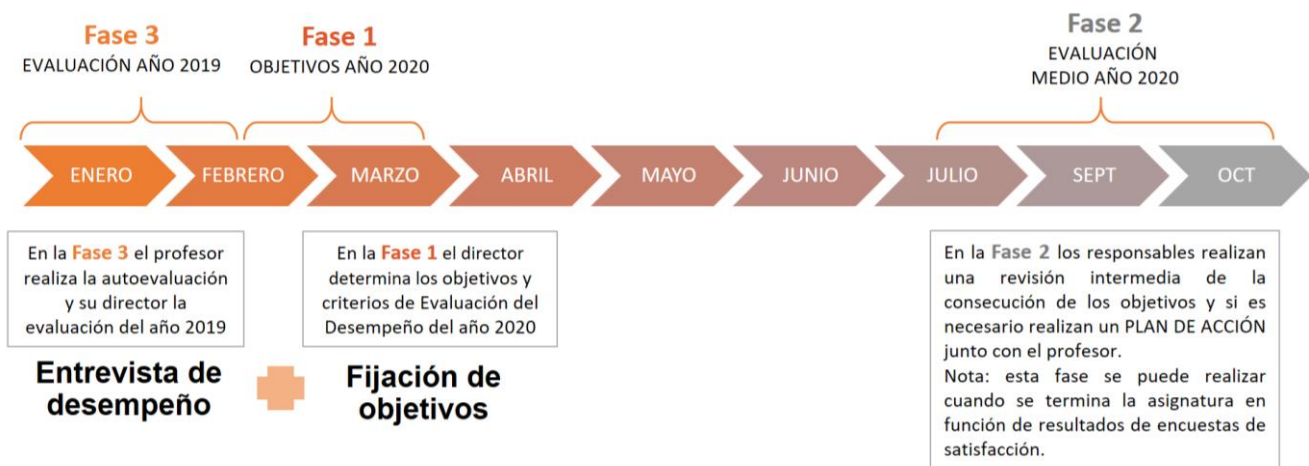 Fase 3
EVALUACIÓN AÑO 2019
Fase 1
OBJETIVOS AÑO 2020
Fase 2
EVALUACIÓN
MEDIO AÑO 2020
ENERO
FEBRERO
MARZO
ABRIL
MAYO
JUNIO
JULIO
SEPT
OCT
En la Fase 3 el profesor
realiza la autoevaluación
y su director la
evaluación del año 2019
En la Fase 1 el director
determina los objetivos y
criterios de Evaluación del
Desempeño del año 2020
En la Fase 2 los responsables realizan
una revisión intermedia de la
consecución de los objetivos y si es
necesario realizan un PLAN DE ACCIÓN
junto con el profesor.
Nota: esta fase se puede realizar
cuando se termina la asignatura en
función de resultados de encuestas de
satisfacción.
Entrevista de
desempeño
Fijación de
objetivos